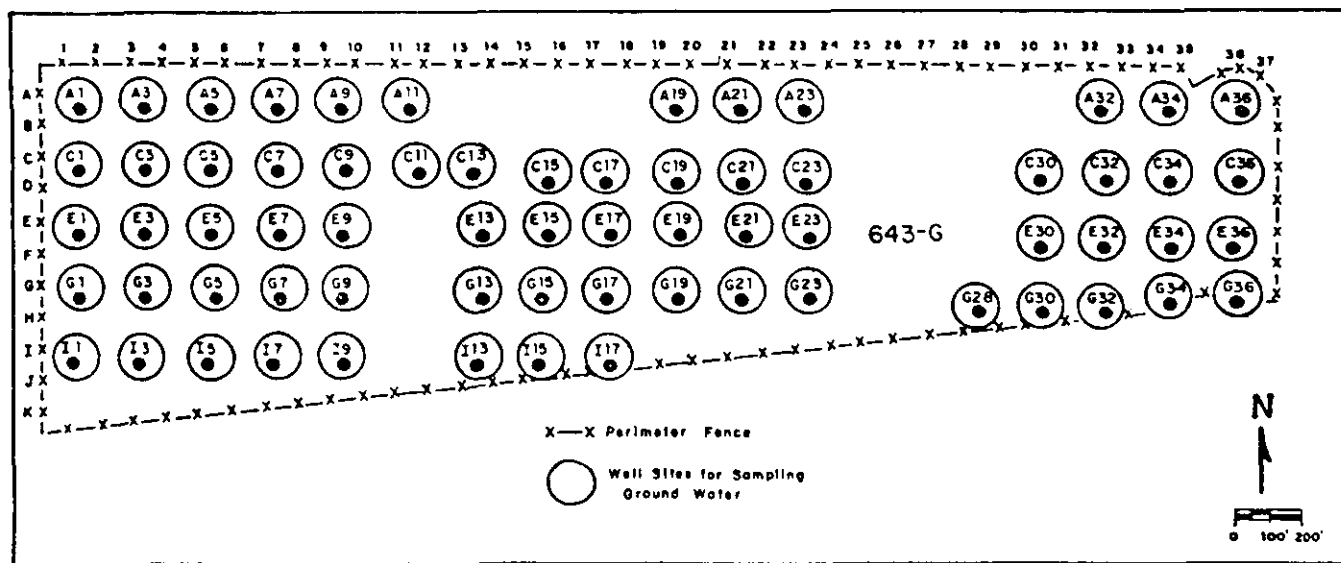 1 2 3 4 5 6 7 8 9 10 11 12 13 14 15 16 17 18 19 20 21 22 23 24 25 26 27 28 29 30 31 32 33 34 35 36 37
A A1 A3 A5 A7 A9 A11 A19 A21 A23 A32 A34 A36
B
C C1 C3 C5 C7 C9 C11 C13 C15 C17 C19 C21 C23 C30 C32 C34 C36
D
E E1 E3 E5 E7 E9 E13 E15 E17 E19 E21 E23 643-G E30 E32 E34 E36
F
G G1 G3 G5 G7 G9 G13 G15 G17 G19 G21 G23 G28 G30 G32 G34 G36
H
I I1 I3 I5 I7 I9 I13 I15 I17
J
K
X—X Perimeter Fence
Well Sites for Sampling
Ground Water
N
0 100' 200'